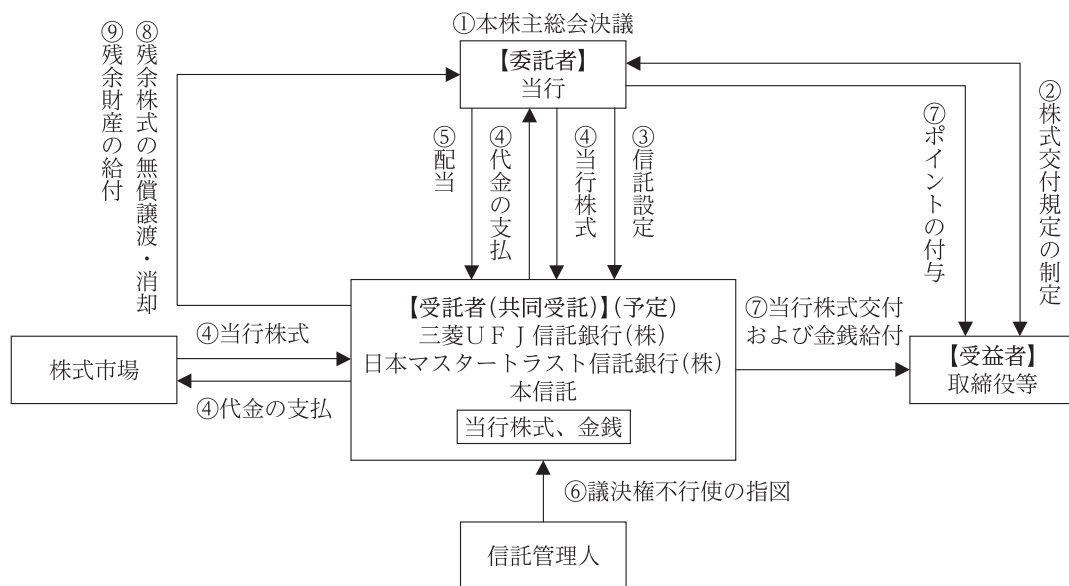 ①本株主総会決議
【委託者】
当行
⑨残余財産の給付
⑧残余株式の無償譲渡・消却
⑤配当
④代金の支払
④当行株式
③信託設定
⑦ポイントの付与
②株式交付規定の制定
【受託者(共同受託)】(予定)
三菱UFJ信託銀行(株)
日本マスタートラスト信託銀行(株)
本信託
当行株式、金銭
④当行株式
株式市場
④代金の支払
⑦当行株式交付
および金銭給付
【受益者】
取締役等
⑥議決権不行使の指図
信託管理人